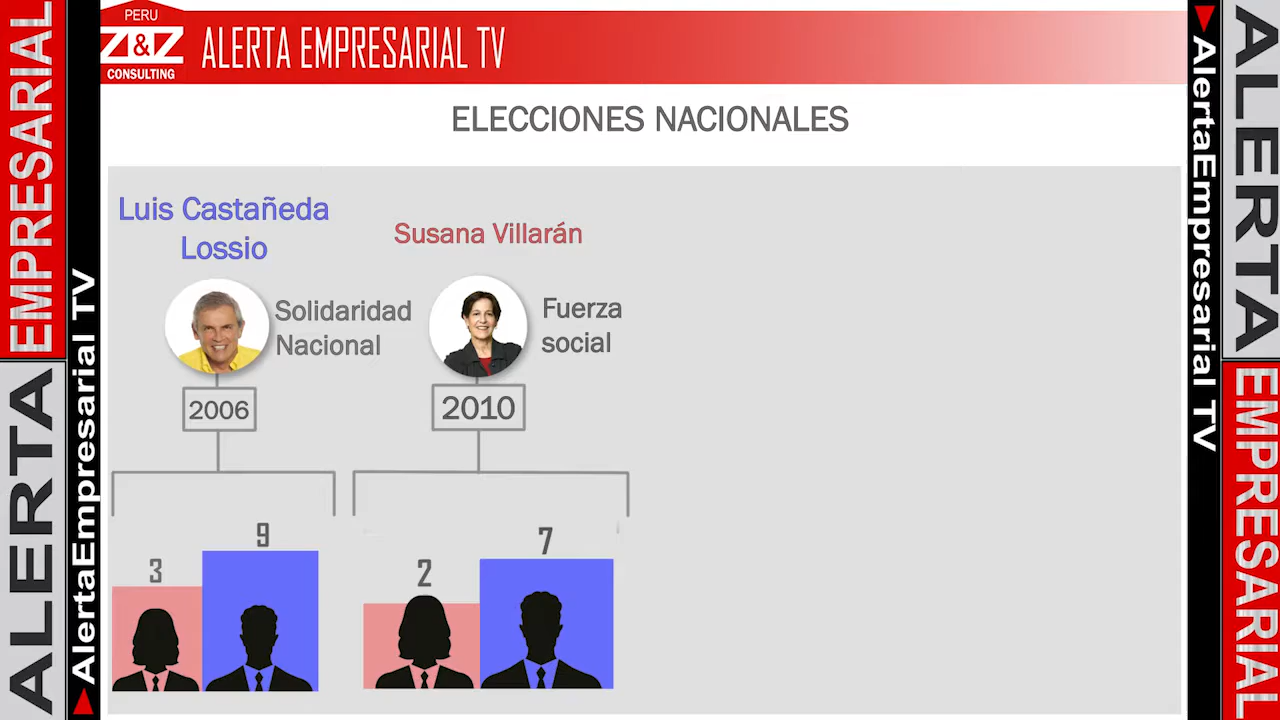 PERU
Z&Z
CONSULTING
ALERTA EMPRESARIAL TV
ELECCIONES NACIONALES
Luis Castañeda
Lossio
Solidaridad
Nacional
2006
3
9
Susana Villarán
Fuerza
social
2010
2
7
ALERTA EMPRESARIAL
AlertaEmpresarial TV
AlertaEmpresarial TV
ALERTA EMPRESARIAL